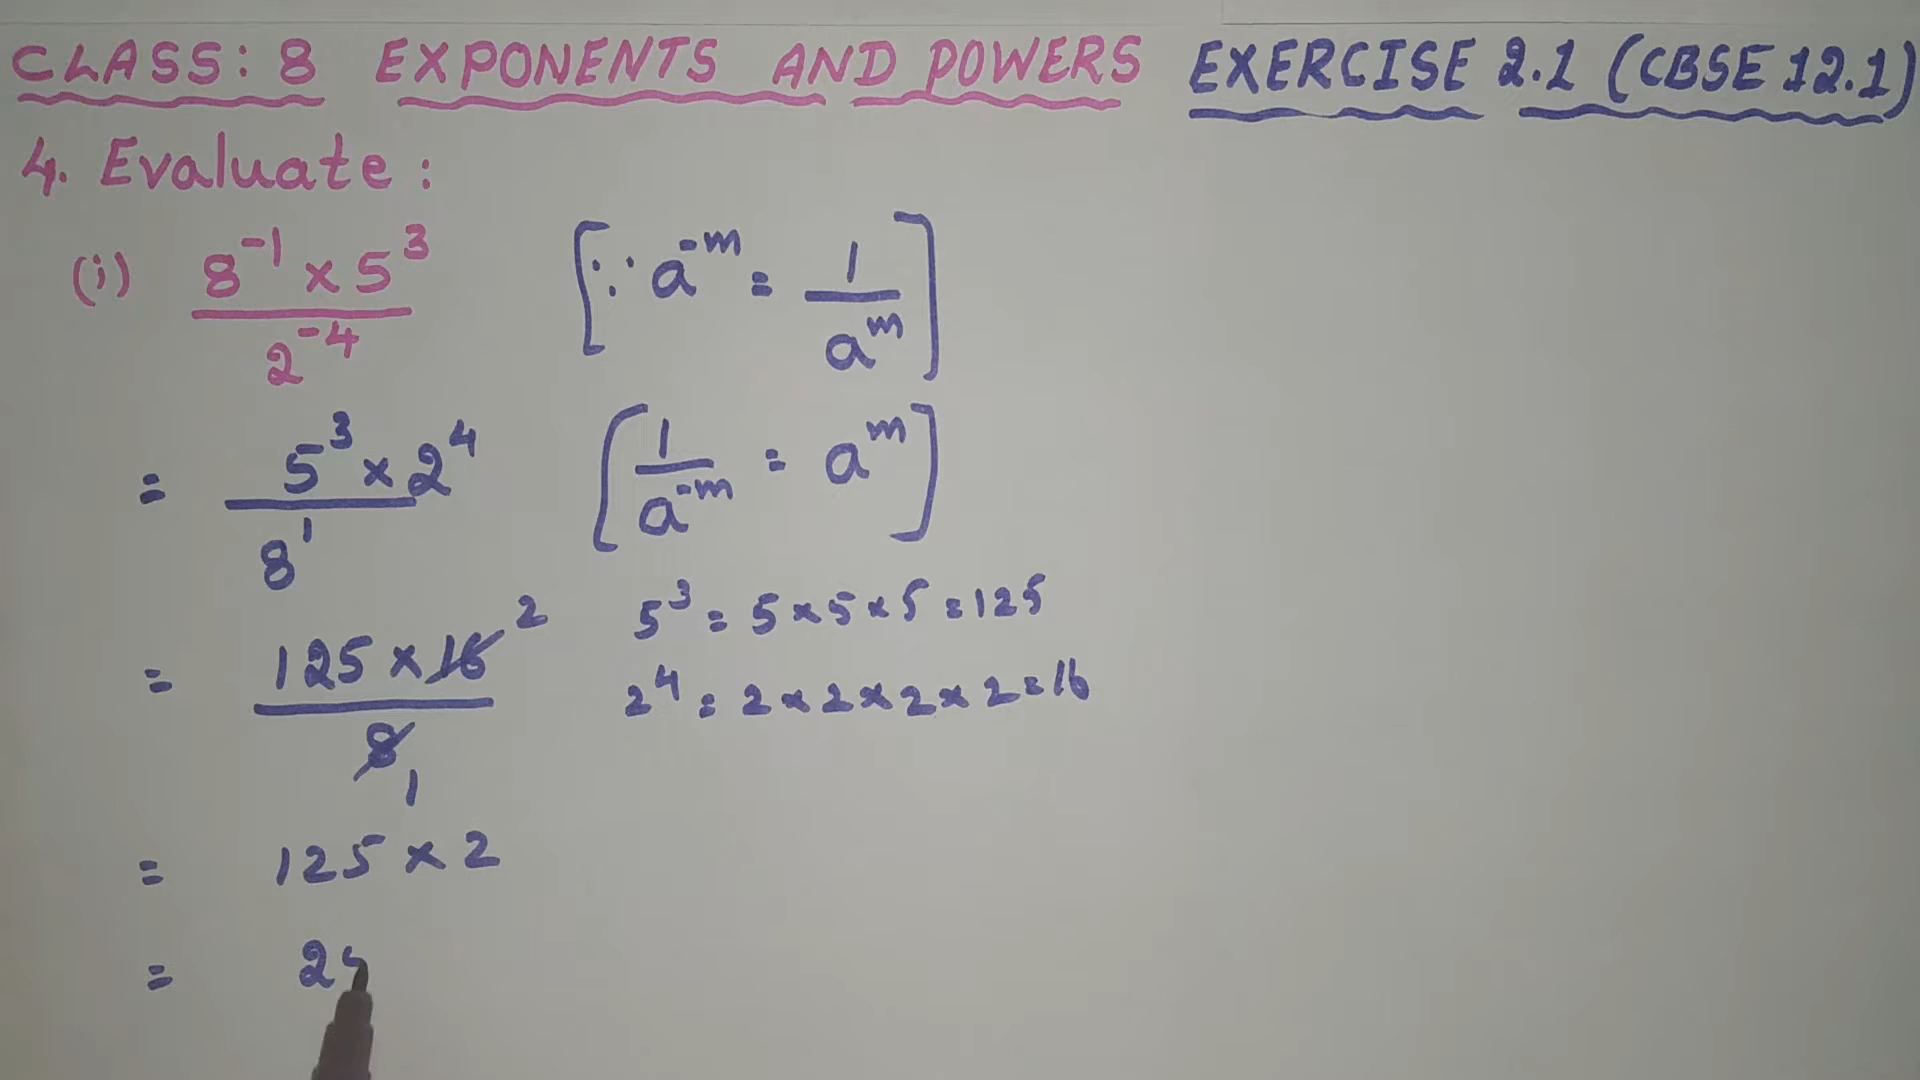 CLASS: 8 EXPONENTS AND POWERS EXERCISE 2.1 (CBSE 12.1)
4. Evaluate:
(i) 8^-1 × 5^3 / 2^-4 [∵ a^-m = 1/a^m]
= 5^3 × 2^4 / 8^1 [1/a^-m = a^m]
5^3 = 5 × 5 × 5 = 125
= 125 × 16 2 / 8 1
2^4 = 2 × 2 × 2 × 2 = 16
= 125 × 2
= 2